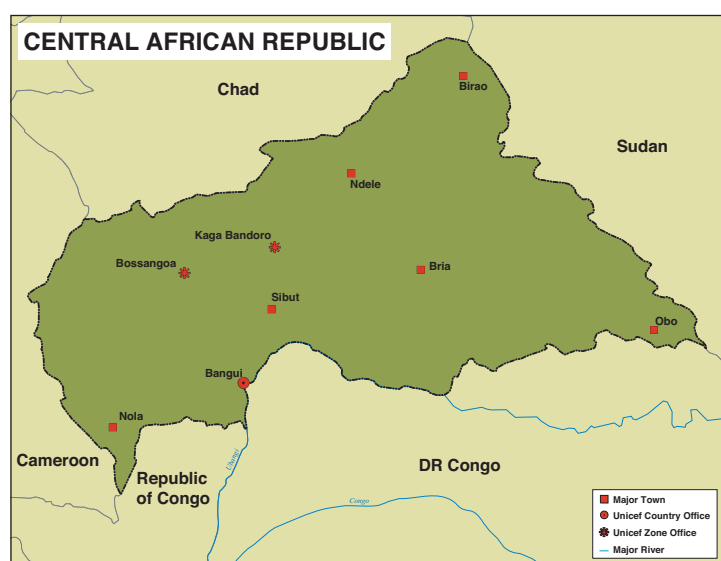 CENTRAL AFRICAN REPUBLIC
Chad
Birao
Sudan
Ndele
Kaga Bandoro
Bossangoa
Bria
Sibut
Obo
Bangui
Nola
Cameroon
Republic
of Congo
Ubangi
DR Congo
Congo
Major Town
Unicef Country Office
Unicef Zone Office
Major River